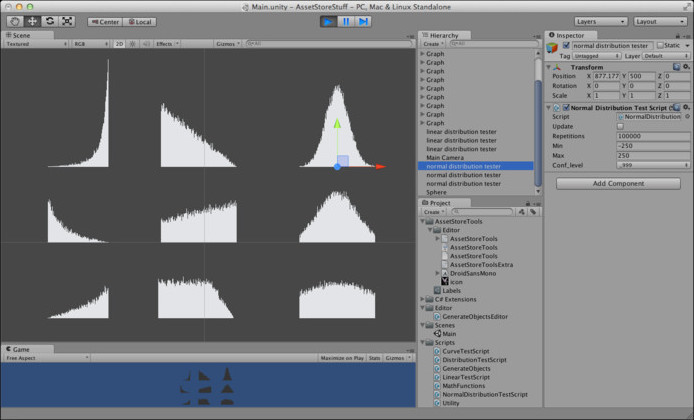 Main.unity - AssetStoreStuff - PC, Mac & Linux Standalone
Center Local Layers Layout
Scene
Textured RGB 2D Effects Gizmos
Hierarchy
Create
Graph
Graph
Graph
Graph
Graph
Graph
Graph
Graph
Graph
linear distribution tester
linear distribution tester
linear distribution tester
Main Camera
normal distribution tester
normal distribution tester
normal distribution tester
Sphere
Project
Create
AssetStoreTools
Editor
AssetStoreTools
AssetStoreTools
AssetStoreTools
AssetStoreToolsExtra
DroidSansMono
icon
Labels
C# Extensions
Editor
GenerateObjectsEditor
Scenes
Main
Scripts
CurveTestScript
DistributionTestScript
GenerateObjects
LinearTestScript
MathFunctions
NormalDistributionTestScript
Utility
Inspector
normal distribution tester Static
Tag Untagged Layer Default
Transform
Position X 877.177 Y 500 Z 0
Rotation X 0 Y 0 Z 0
Scale X 1 Y 1 Z 1
Normal Distribution Test Script (S
Script NormalDistribution
Update
Repetitions 100000
Min -250
Max 250
Conf_level _999
Add Component
Game
Free Aspect Maximize on Play Stats Gizmos